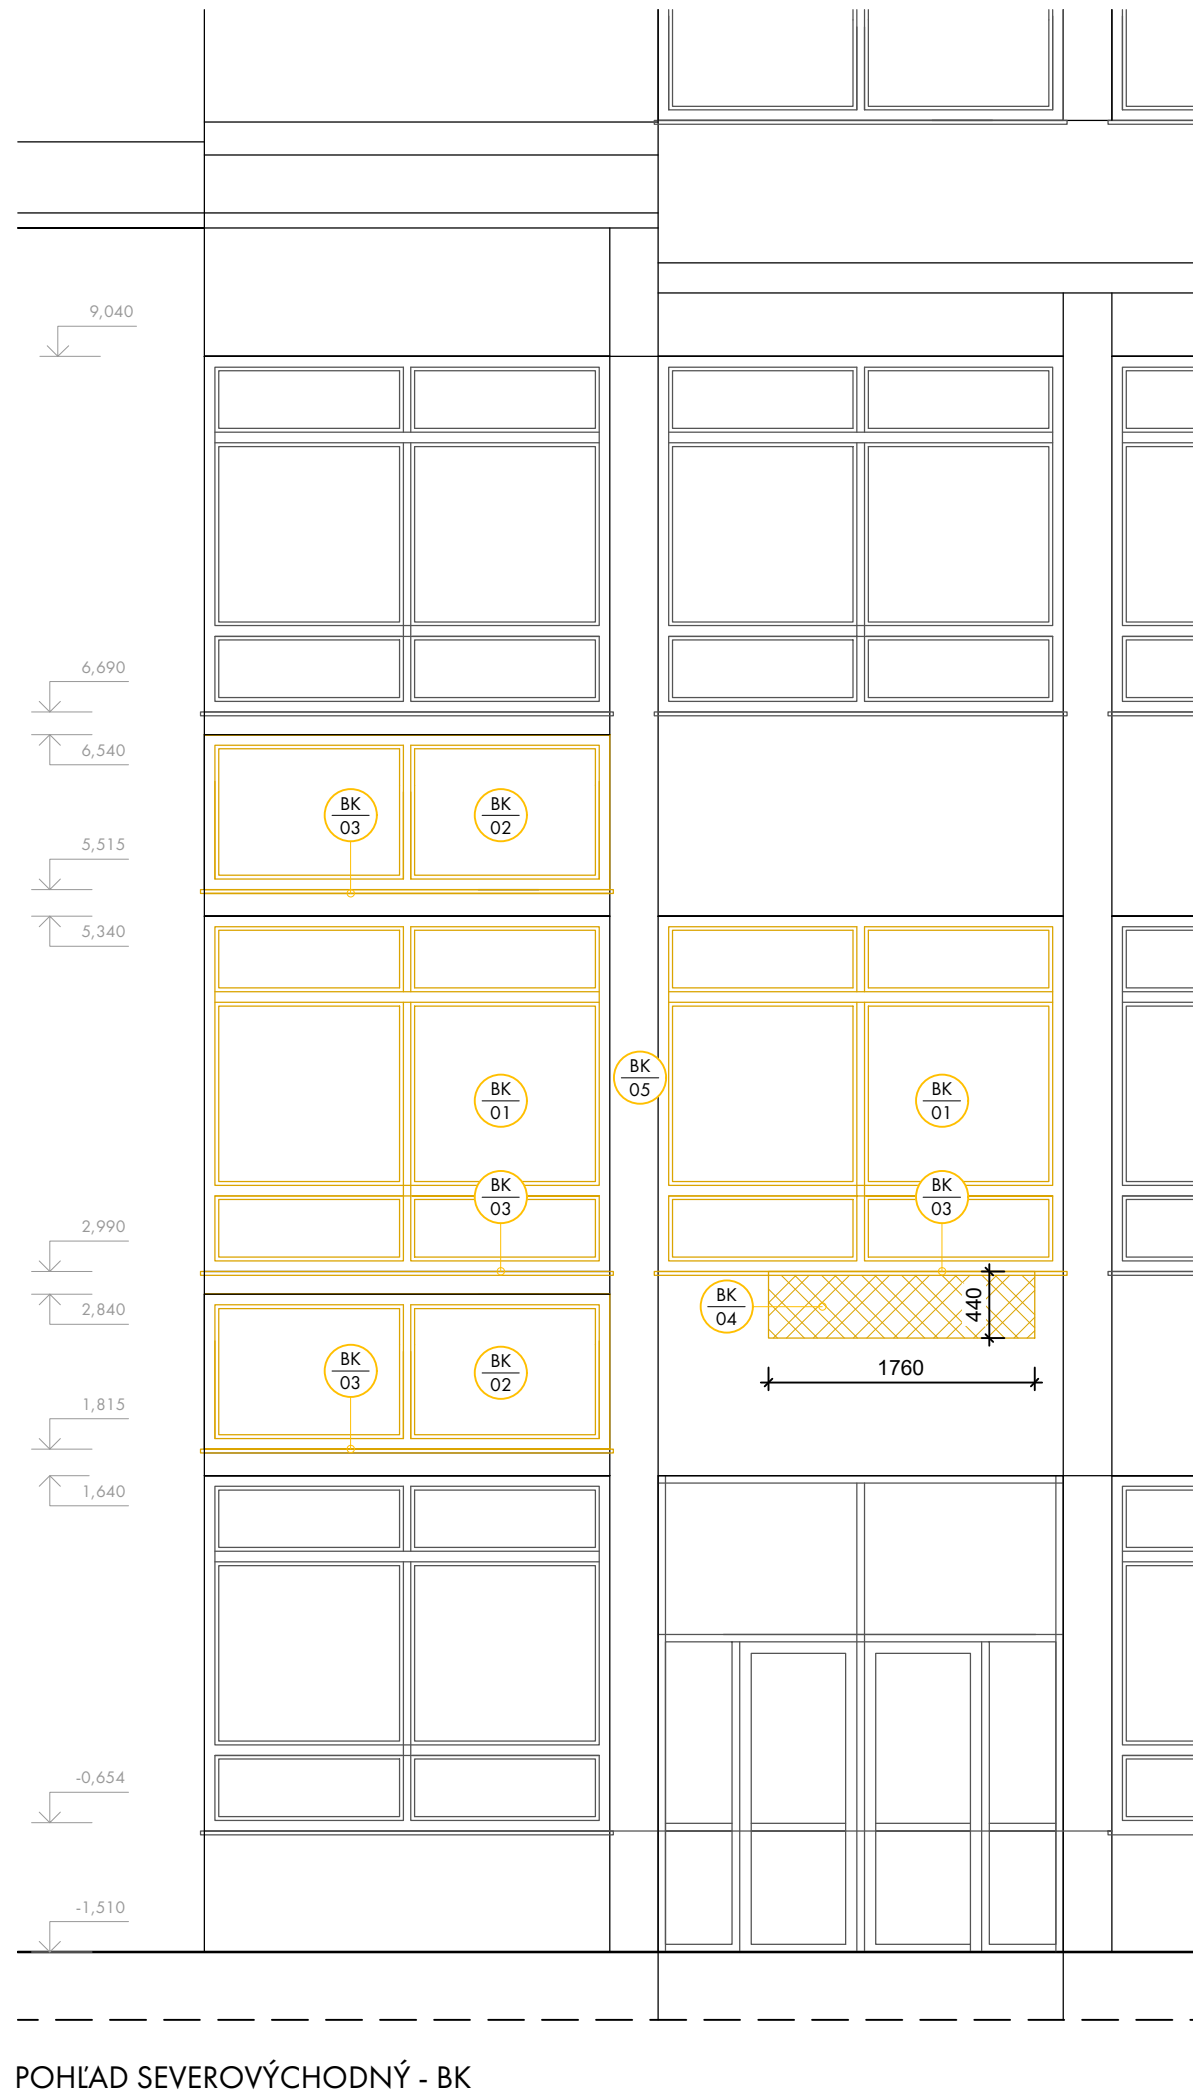 9,040
6,690
6,540
BK
03
BK
02
5,515
5,340
BK
05
BK
01
BK
01
BK
03
BK
03
2,990
2,840
BK
04
440
1760
BK
03
BK
02
1,815
1,640
-0,654
-1,510
POHĽAD SEVEROVÝCHODNÝ - BK